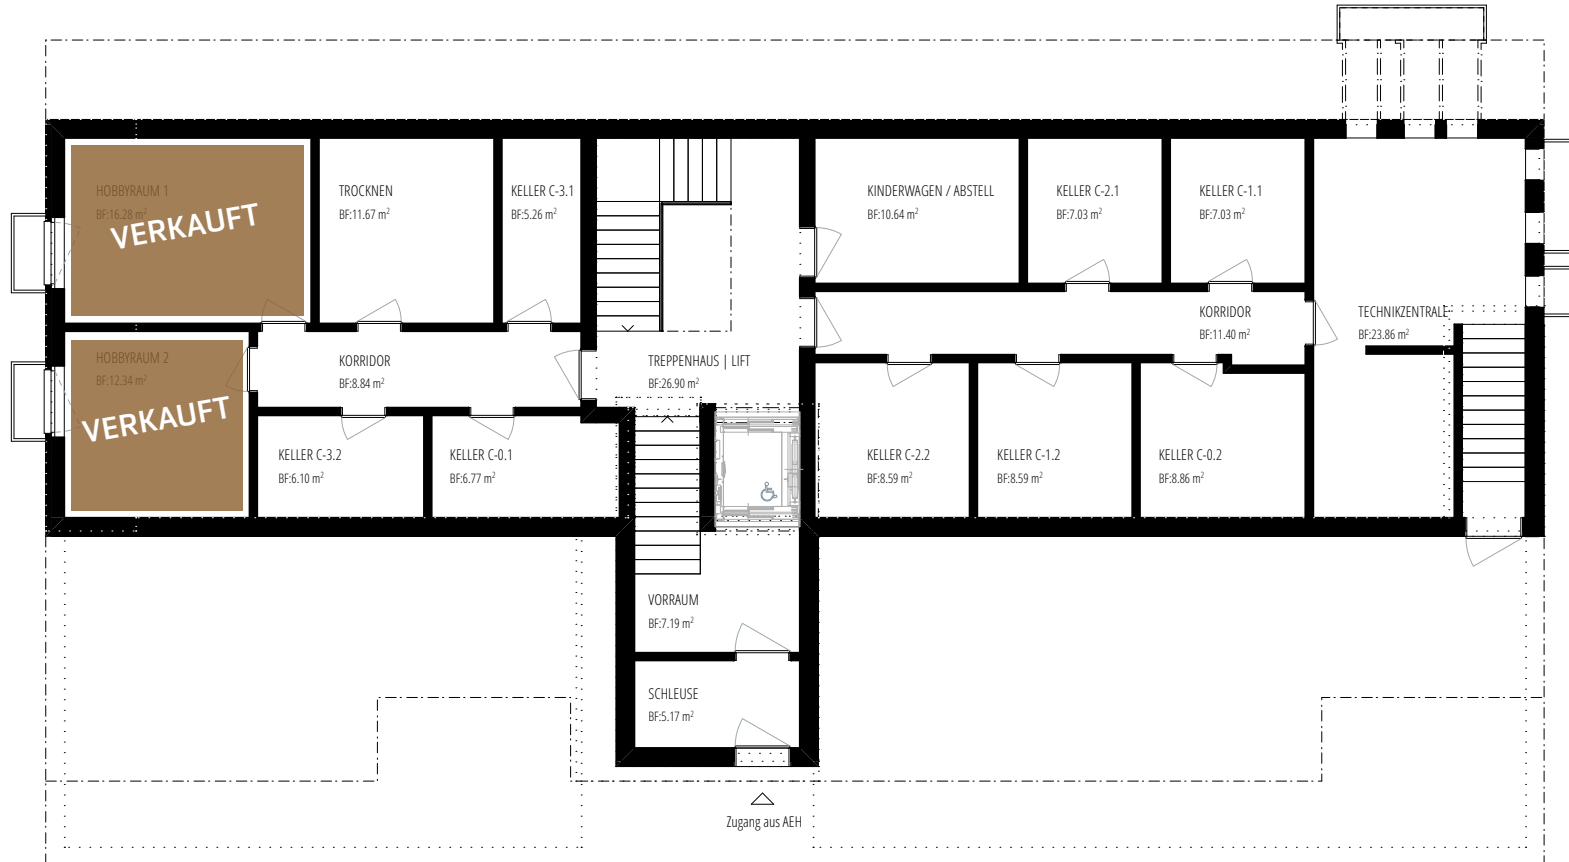 HOBBYRAUM 1
BF:16.28 m²
VERKAUFT
TROCKNEN
BF:11.67 m²
KELLER C-3.1
BF:5.26 m²
KINDERWAGEN / ABSTELL
BF:10.64 m²
KELLER C-2.1
BF:7.03 m²
KELLER C-1.1
BF:7.03 m²
HOBBYRAUM 2
BF:12.34 m²
VERKAUFT
KORRIDOR
BF:8.84 m²
TREPPENHAUS | LIFT
BF:26.90 m²
KORRIDOR
BF:11.40 m²
TECHNIKZENTRALE
BF:23.86 m²
KELLER C-3.2
BF:6.10 m²
KELLER C-0.1
BF:6.77 m²
KELLER C-2.2
BF:8.59 m²
KELLER C-1.2
BF:8.59 m²
KELLER C-0.2
BF:8.86 m²
VORRAUM
BF:7.19 m²
SCHLEUSE
BF:5.17 m²
Zugang aus AEH